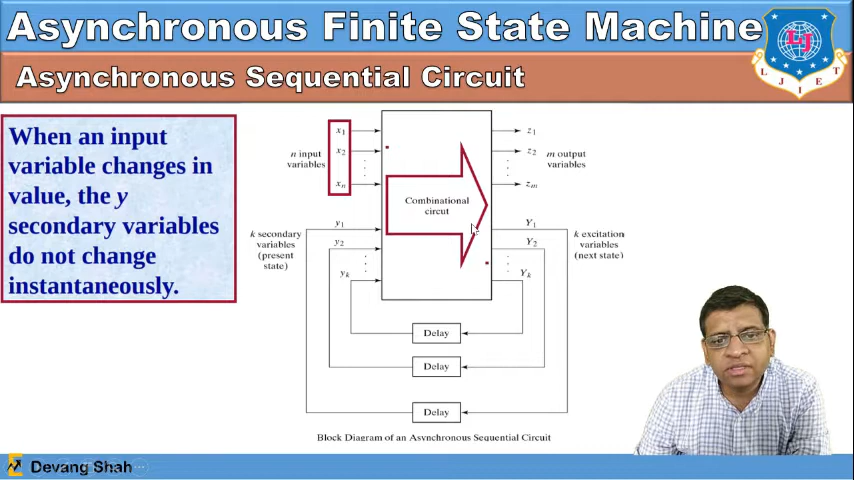 Asynchronous Finite State Machine
Asynchronous Sequential Circuit
LJ
L J I E T
When an input
variable changes in
value, the y
secondary variables
do not change
instantaneously.
n input
variables
x1
x2
xn
Combinational
circut
z1
z2
zm
m output
variables
k secondary
variables
(present
state)
y1
y2
yk
Y1
Y2
Yk
k excitation
variables
(next state)
Delay
Delay
Delay
Block Diagram of an Asynchronous Sequential Circuit
Devang Shah